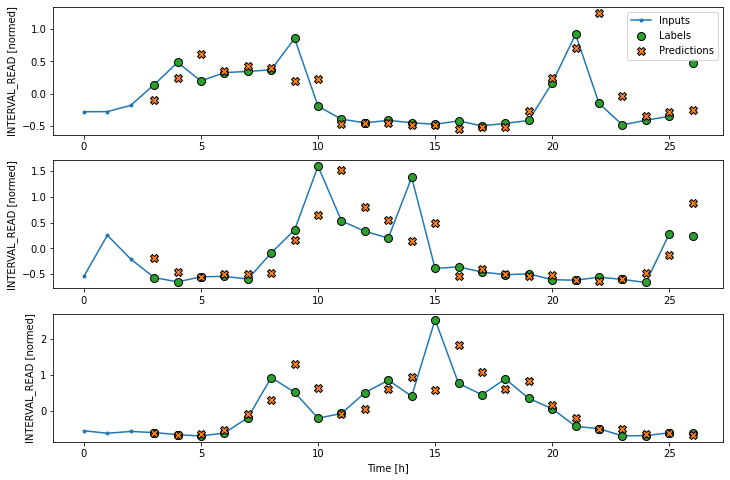 INTERVAL_READ [normed]
1.0
0.5
0.0
−0.5
0 5 10 15 20 25
Inputs
Labels
Predictions
INTERVAL_READ [normed]
1.5
1.0
0.5
0.0
−0.5
0 5 10 15 20 25
INTERVAL_READ [normed]
2
1
0
0 5 10 15 20 25
Time [h]